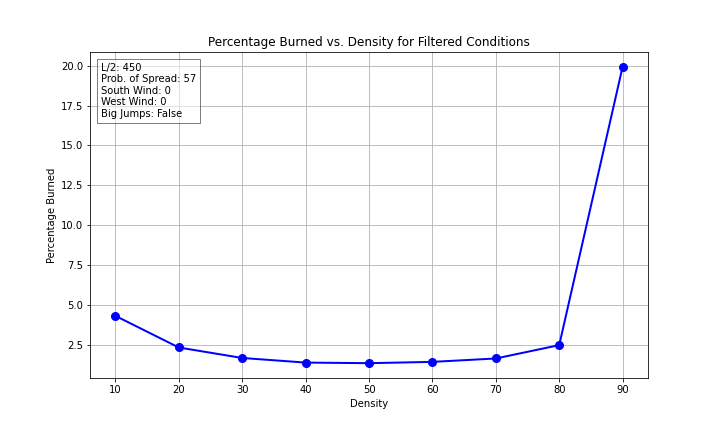 Percentage Burned vs. Density for Filtered Conditions
L/2: 450
Prob. of Spread: 57
South Wind: 0
West Wind: 0
Big Jumps: False
Percentage Burned
20.0
17.5
15.0
12.5
10.0
7.5
5.0
2.5
10 20 30 40 50 60 70 80 90
Density